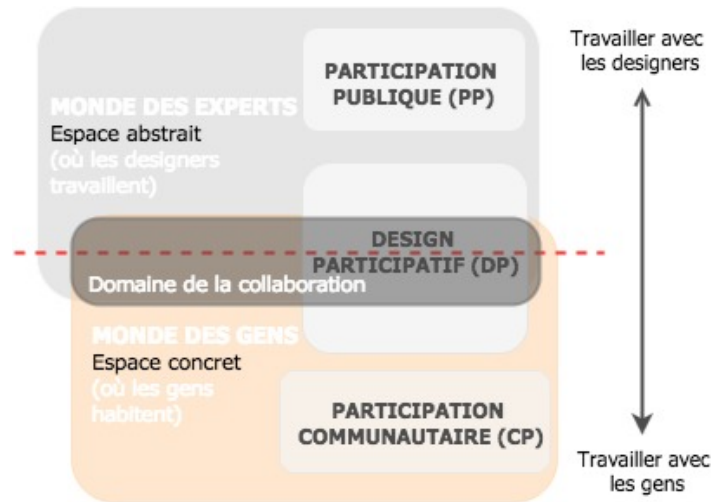 Travailler avec
les designers
PARTICIPATION
PUBLIQUE (PP)
MONDE DES EXPERTS
Espace abstrait
(où les designers
travaillent)
DESIGN
PARTICIPATIF (DP)
Domaine de la collaboration
MONDE DES GENS
Espace concret
(où les gens
habitent)
PARTICIPATION
COMMUNAUTAIRE (CP)
Travailler avec
les gens